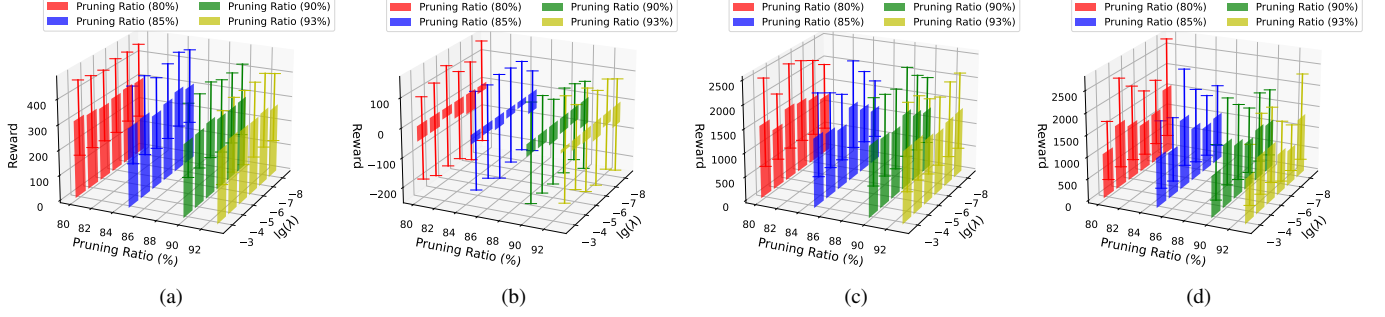 Pruning Ratio (80%) Pruning Ratio (90%)
Pruning Ratio (85%) Pruning Ratio (93%)
400
300
200
100
0
Reward
80 82 84 86 88 90 92
Pruning Ratio (%)
−3 −4 −5 −6 −7 −8
lg(λ)
(a)
Pruning Ratio (80%) Pruning Ratio (90%)
Pruning Ratio (85%) Pruning Ratio (93%)
100
0
−100
−200
Reward
80 82 84 86 88 90 92
Pruning Ratio (%)
−3 −4 −5 −6 −7 −8
lg(λ)
(b)
Pruning Ratio (80%) Pruning Ratio (90%)
Pruning Ratio (85%) Pruning Ratio (93%)
2500
2000
1500
1000
500
0
Reward
80 82 84 86 88 90 92
Pruning Ratio (%)
−3 −4 −5 −6 −7 −8
lg(λ)
(c)
Pruning Ratio (80%) Pruning Ratio (90%)
Pruning Ratio (85%) Pruning Ratio (93%)
2500
2000
1500
1000
500
0
Reward
80 82 84 86 88 90 92
Pruning Ratio (%)
−3 −4 −5 −6 −7 −8
lg(λ)
(d)